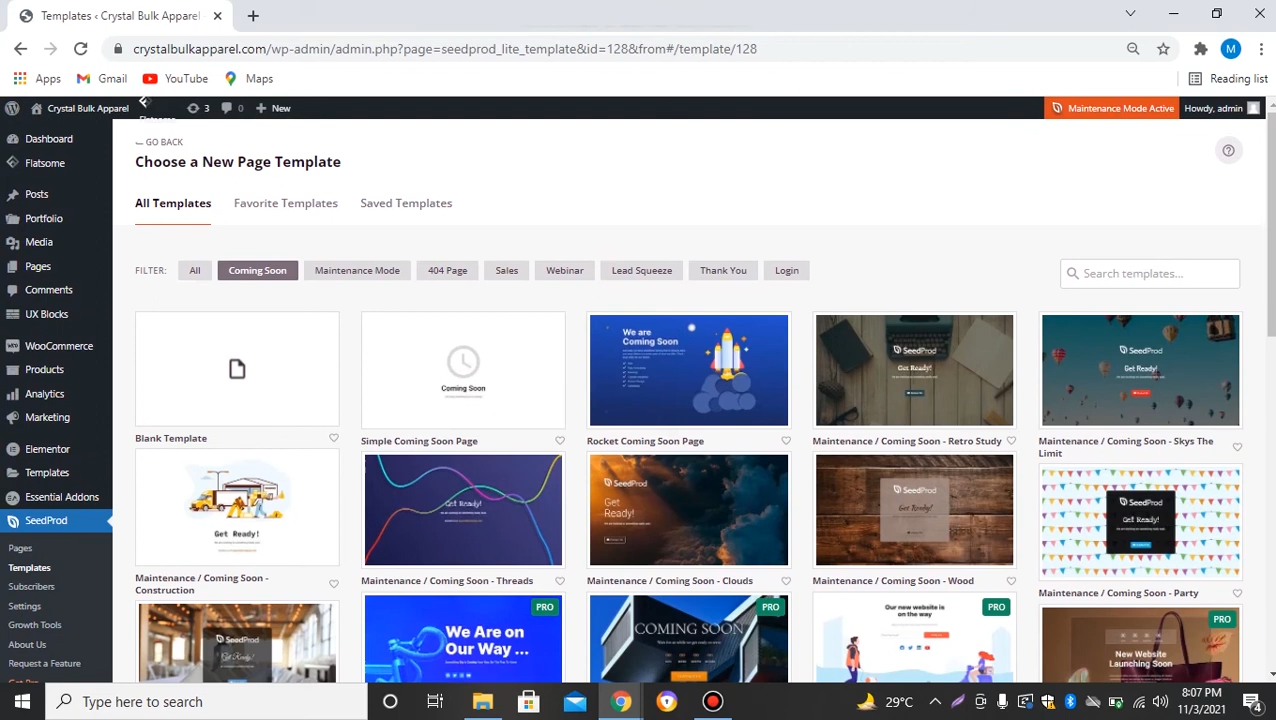 Templates ‹ Crystal Bulk Apparel
crystalbulkapparel.com/wp-admin/admin.php?page=seedprod_lite_template&id=128&from#/template/128
M
Apps Gmail YouTube Maps Reading list
Crystal Bulk Apparel 3 0 New Maintenance Mode Active Howdy, admin
Dashboard
Flatsome
Posts
Portfolio
Media
Pages
Comments
UX Blocks
WooCommerce
Products
Analytics
Marketing
Elementor
Templates
Essential Addons
SeedProd
Pages
Templates
Subscribers
Settings
Growth Tools
About Us
Request a Feature
GO BACK
Choose a New Page Template
All Templates Favorite Templates Saved Templates
FILTER: All Coming Soon Maintenance Mode 404 Page Sales Webinar Lead Squeeze Thank You Login
Search templates...
Coming Soon
We are
Coming Soon
SeedProd
Get Ready!
SeedProd
Get Ready!
Blank Template
Simple Coming Soon Page
Rocket Coming Soon Page
Maintenance / Coming Soon - Retro Study
Maintenance / Coming Soon - Skys The
Limit
Get Ready!
Get Ready!
SeedProd
Get
Ready!
SeedProd
Get Ready!
SeedProd
Get Ready!
Maintenance / Coming Soon -
Construction
Maintenance / Coming Soon - Threads
Maintenance / Coming Soon - Clouds
Maintenance / Coming Soon - Wood
Maintenance / Coming Soon - Party
SeedProd
Get Ready!
PRO
We Are on
Our Way ...
PRO
COMING SOON
PRO
Our new website is
on the way
PRO
New Website
Launching Soon
Type here to search
29°C
8:07 PM
11/3/2021
4